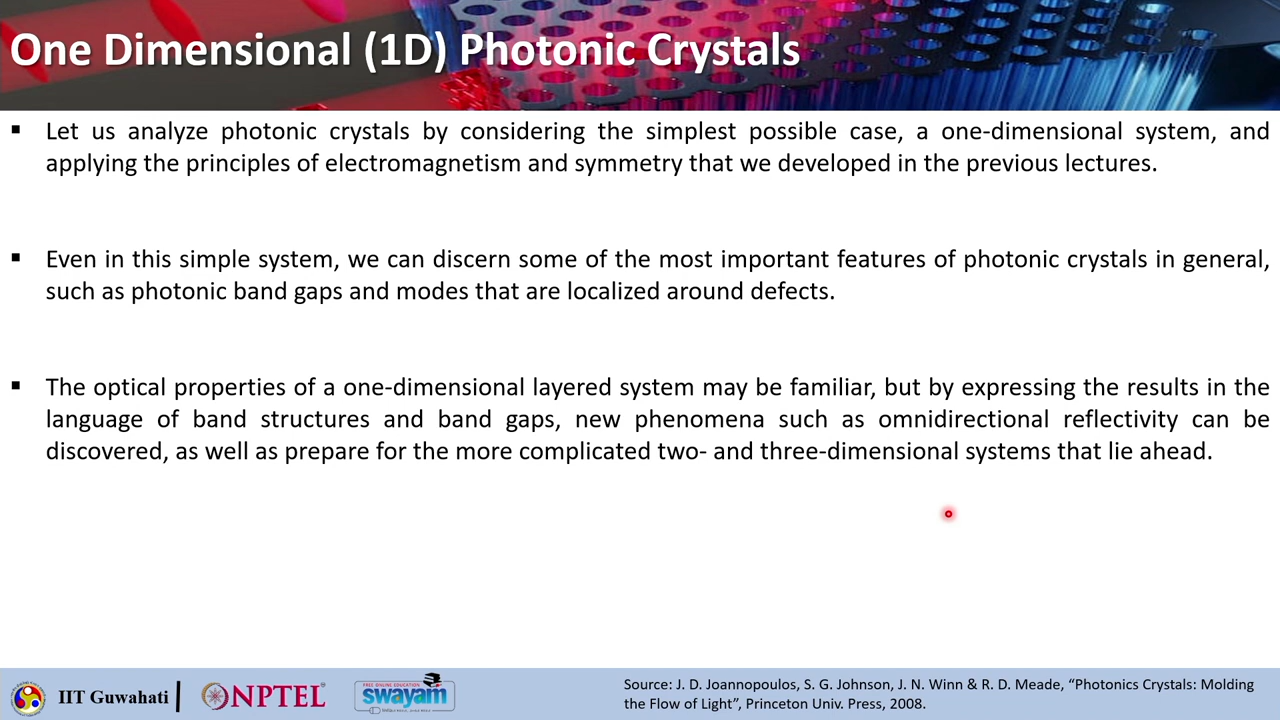 One Dimensional (1D) Photonic Crystals
▪ Let us analyze photonic crystals by considering the simplest possible case, a one-dimensional system, and
applying the principles of electromagnetism and symmetry that we developed in the previous lectures.
▪ Even in this simple system, we can discern some of the most important features of photonic crystals in general,
such as photonic band gaps and modes that are localized around defects.
▪ The optical properties of a one-dimensional layered system may be familiar, but by expressing the results in the
language of band structures and band gaps, new phenomena such as omnidirectional reflectivity can be
discovered, as well as prepare for the more complicated two- and three-dimensional systems that lie ahead.
IIT Guwahati
NPTEL
FREE ONLINE EDUCATION
swayam
Source: J. D. Joannopoulos, S. G. Johnson, J. N. Winn & R. D. Meade, “Photonics Crystals: Molding
the Flow of Light”, Princeton Univ. Press, 2008.